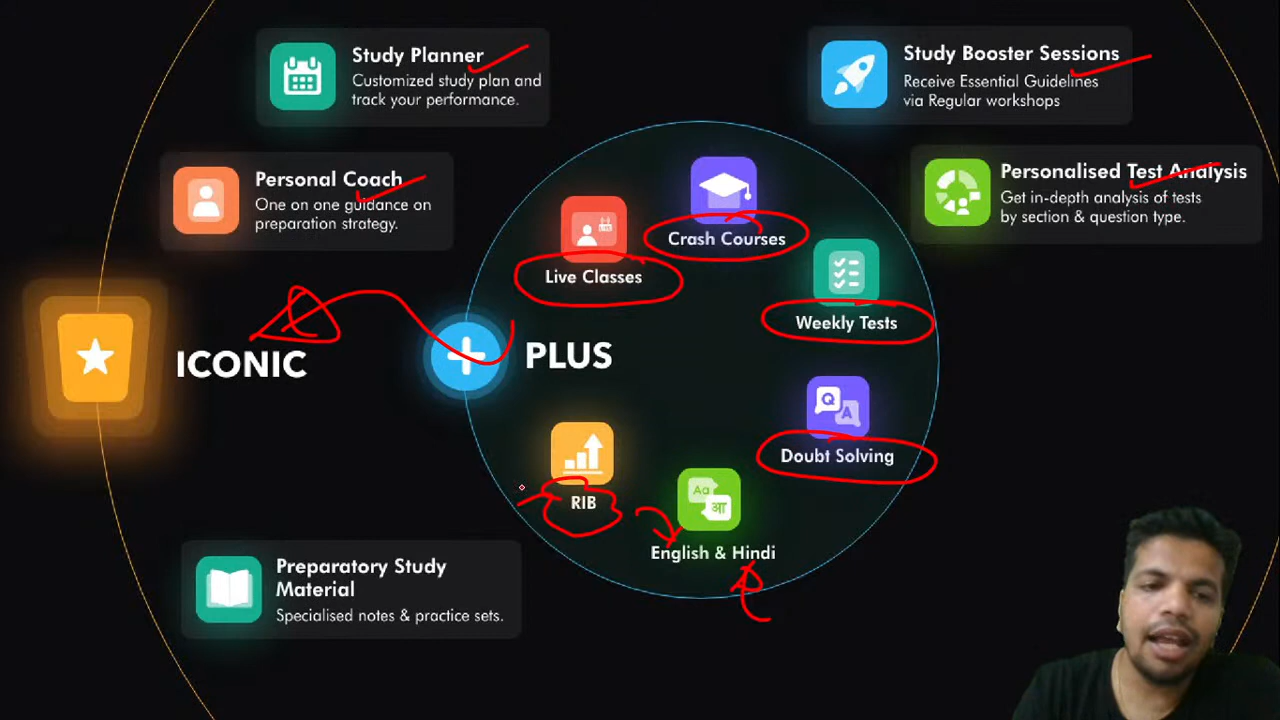 Study Planner
Customized study plan and
track your performance.
Study Booster Sessions
Receive Essential Guidelines
via Regular workshops
Personal Coach
One on one guidance on
preparation strategy.
Personalised Test Analysis
Get in-depth analysis of tests
by section & question type.
Crash Courses
Live Classes
Weekly Tests
ICONIC
PLUS
Q
A
Doubt Solving
RIB
Aa
अा
English & Hindi
Preparatory Study
Material
Specialised notes & practice sets.